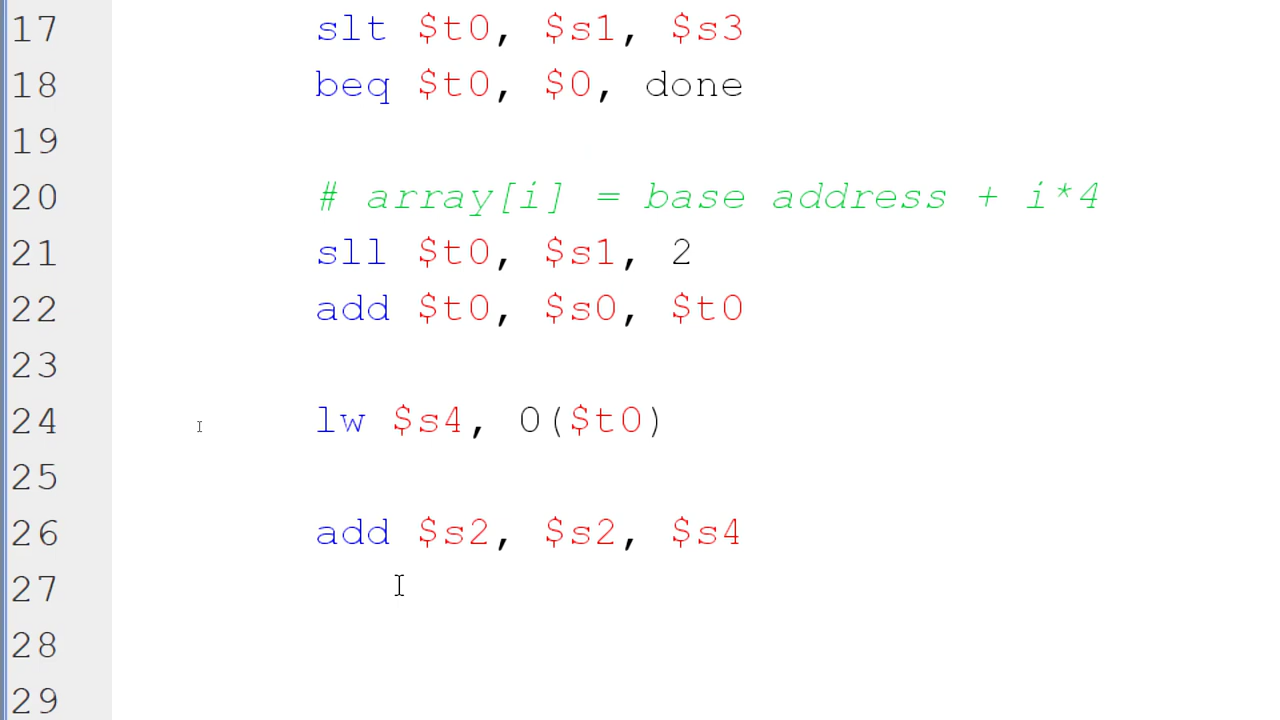 17 slt $t0, $s1, $s3
18 beq $t0, $0, done
19
20 # array[i] = base address + i*4
21 sll $t0, $s1, 2
22 add $t0, $s0, $t0
23
24 lw $s4, 0($t0)
25
26 add $s2, $s2, $s4
27
28
29